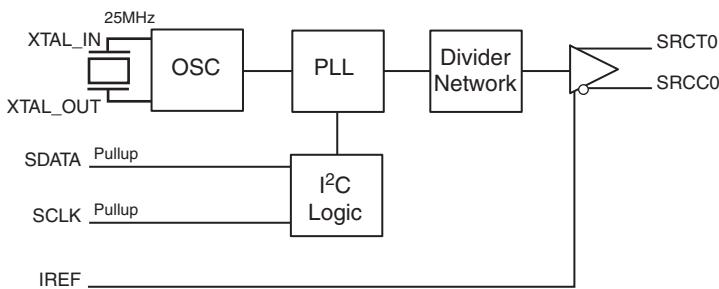 25MHz
XTAL_IN
OSC
PLL
Divider
Network
SRCT0
SRCC0
XTAL_OUT
SDATA Pullup
I²C
Logic
SCLK Pullup
IREF